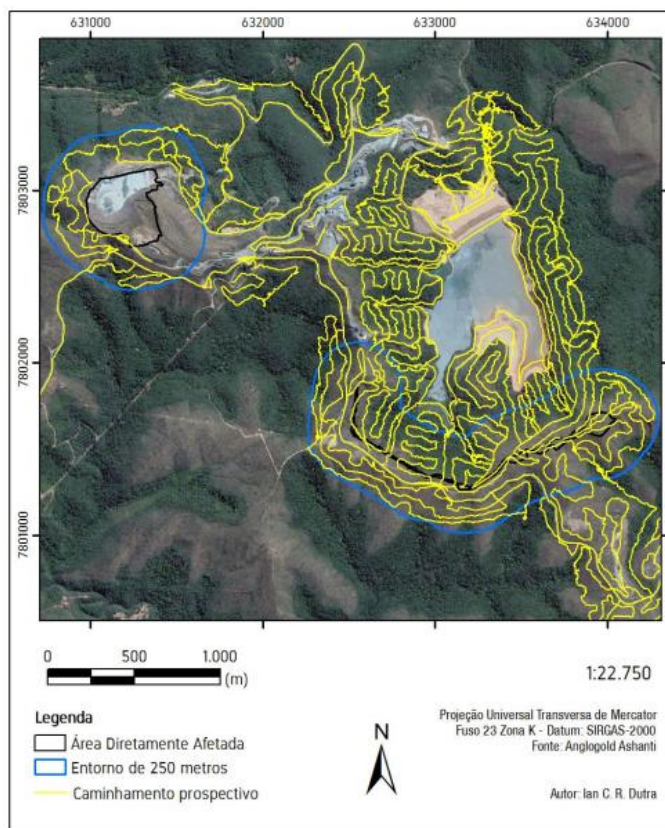 631000
632000
633000
634000
7803000
7802000
7801000
0
500
1.000
(m)
1:22.750
Legenda
Área Diretamente Afetada
Entorno de 250 metros
Caminhamento prospectivo
N
Projeção Universal Transversa de Mercator
Fuso 23 Zona K - Datum: SIRGAS-2000
Fonte: Anglogold Ashanti
Autor: Ian C. R. Dutra